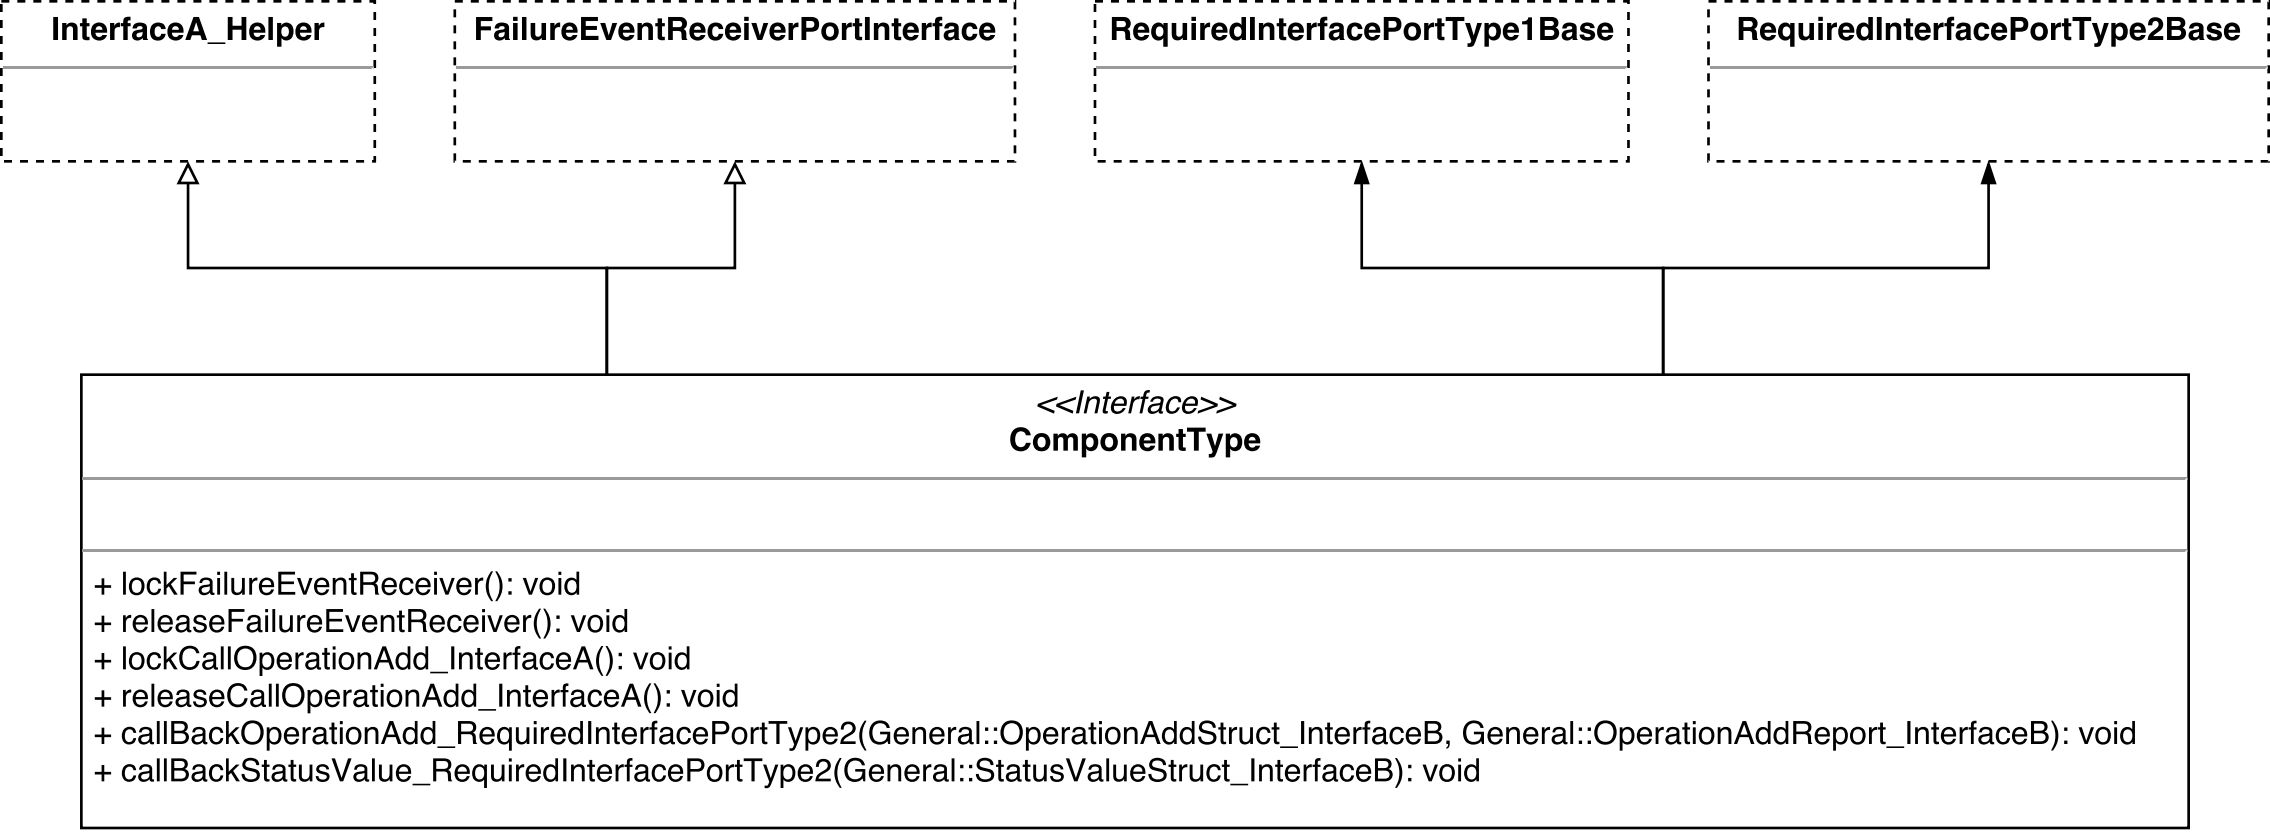 InterfaceA_Helper
FailureEventReceiverPortInterface
RequiredInterfacePortType1Base
RequiredInterfacePortType2Base
<<Interface>>
ComponentType
+ lockFailureEventReceiver(): void
+ releaseFailureEventReceiver(): void
+ lockCallOperationAdd_InterfaceA(): void
+ releaseCallOperationAdd_InterfaceA(): void
+ callBackOperationAdd_RequiredInterfacePortType2(General::OperationAddStruct_InterfaceB, General::OperationAddReport_InterfaceB): void
+ callBackStatusValue_RequiredInterfacePortType2(General::StatusValueStruct_InterfaceB): void